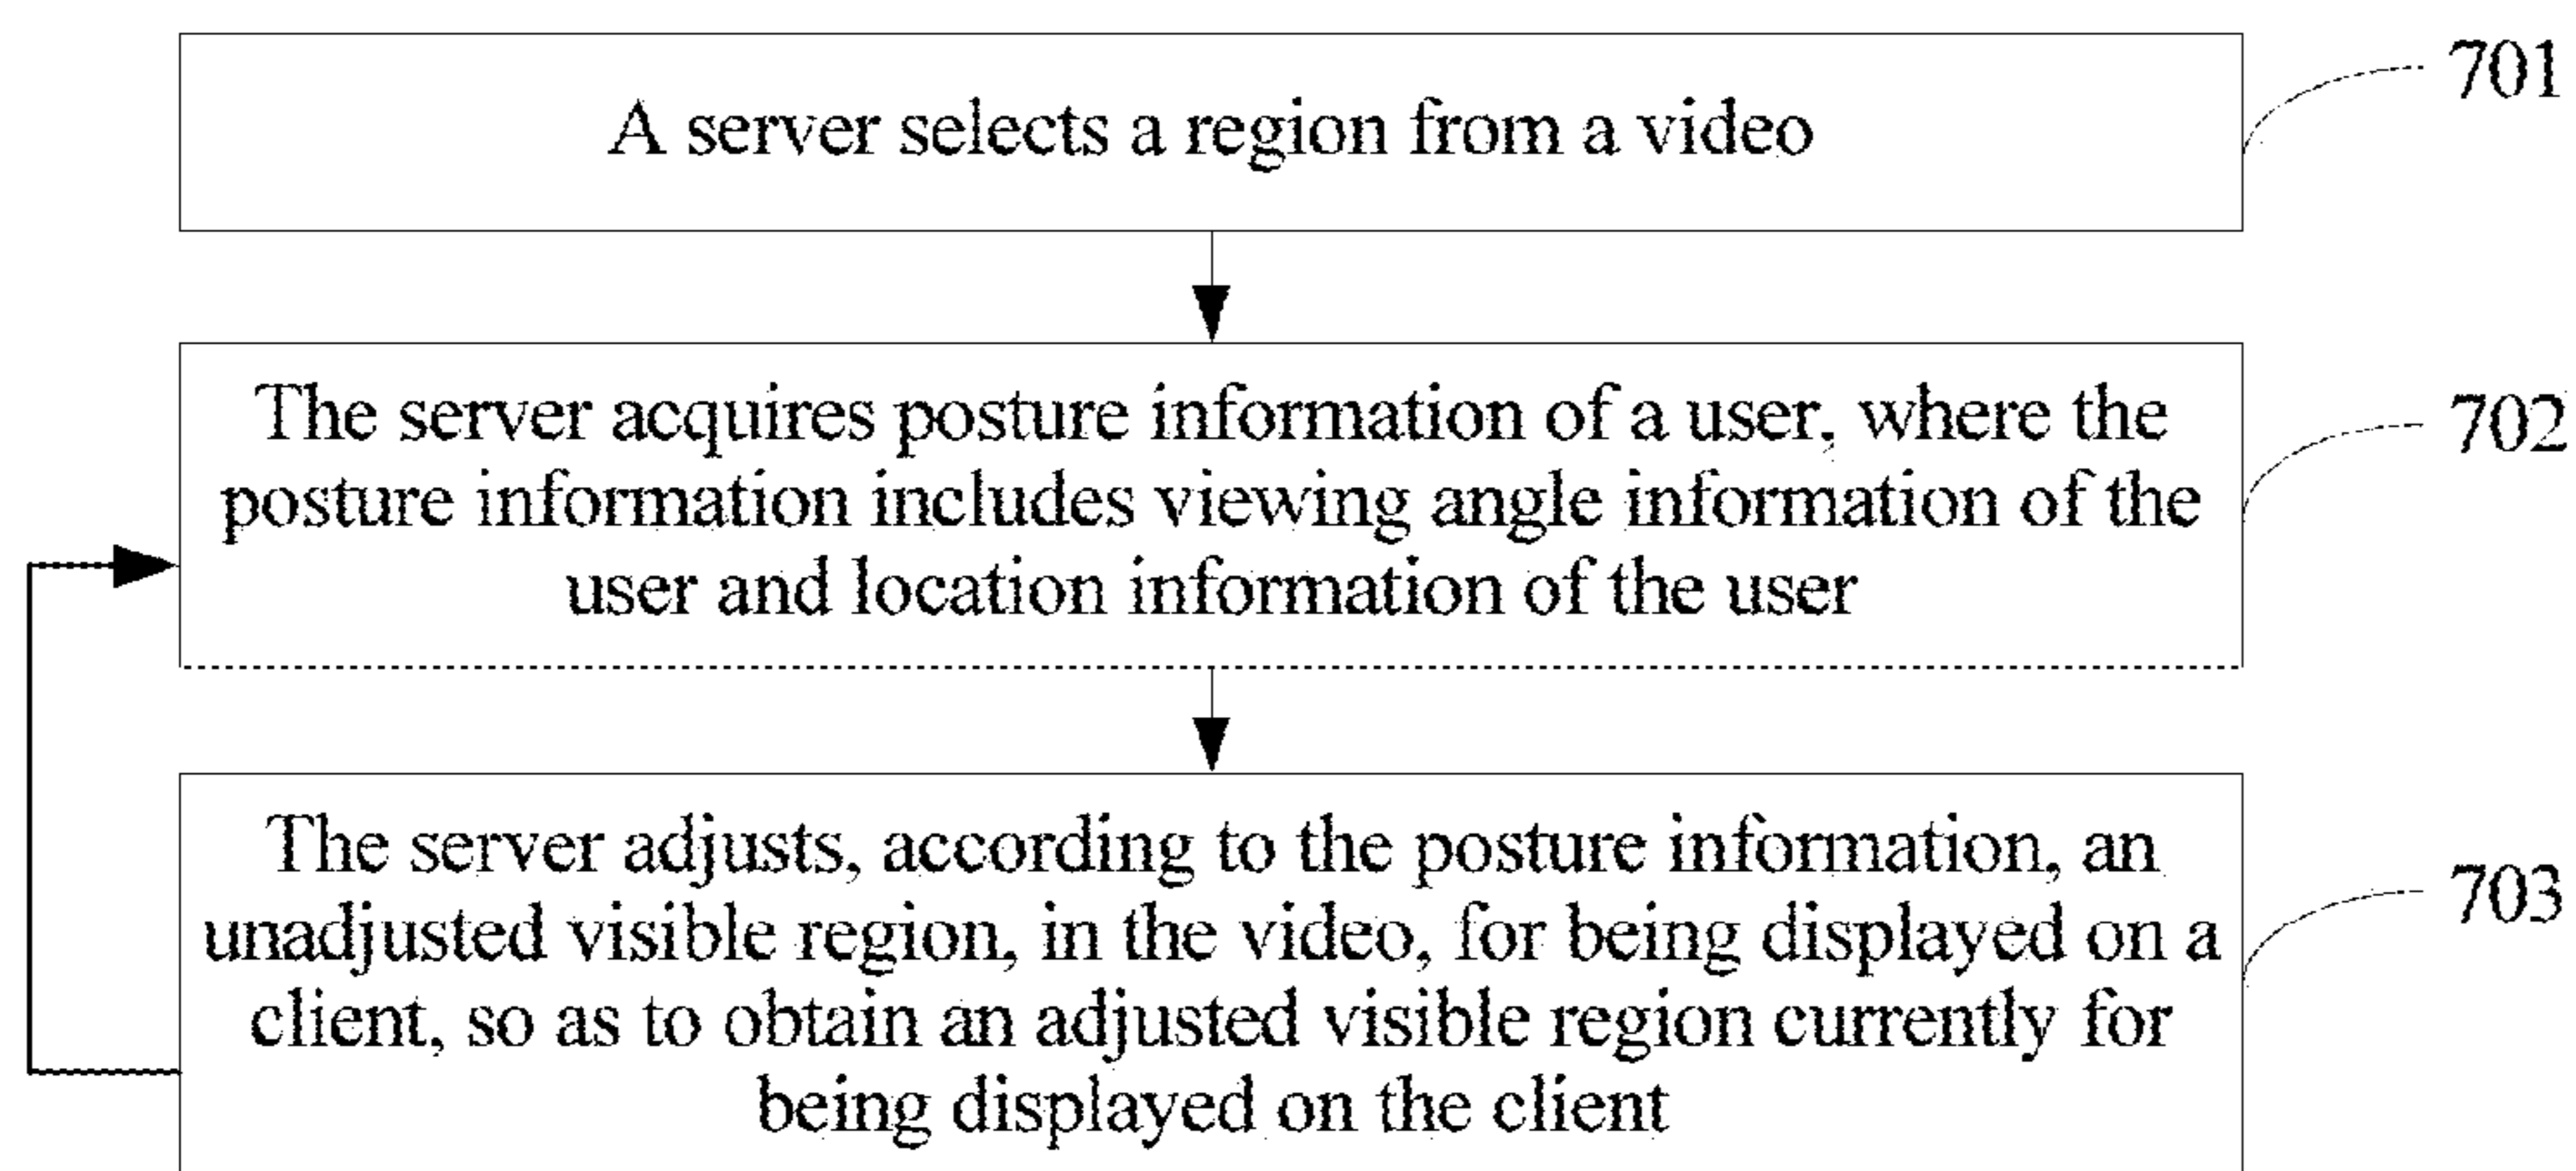 A server selects a region from a video
701
The server acquires posture information of a user, where the
posture information includes viewing angle information of the
user and location information of the user
702
The server adjusts, according to the posture information, an
unadjusted visible region, in the video, for being displayed on a
client, so as to obtain an adjusted visible region currently for
being displayed on the client
703